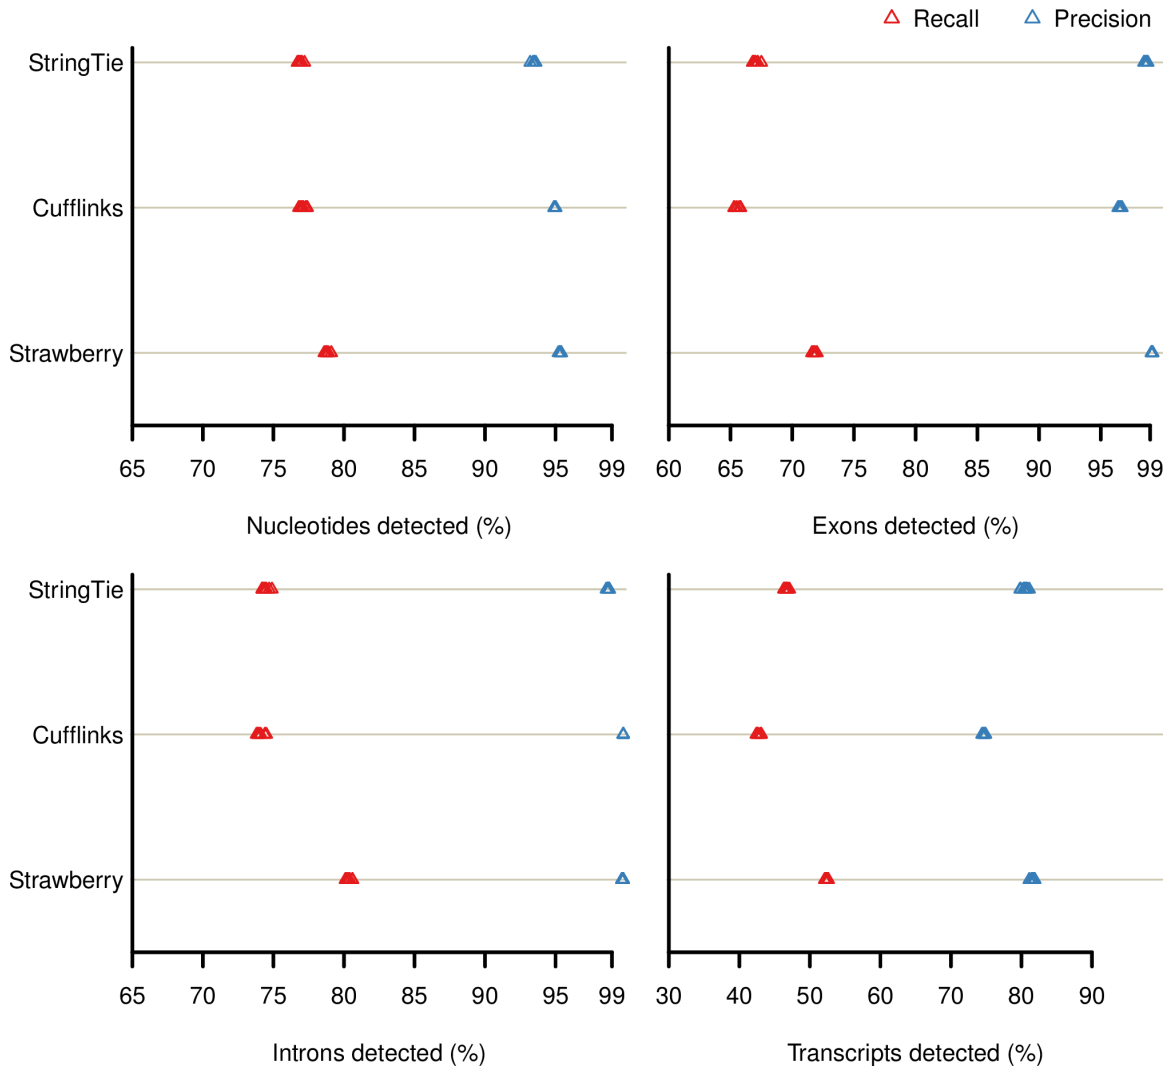 Recall Precision
StringTie
Cufflinks
Strawberry
65 70 75 80 85 90 95 99
60 65 70 75 80 85 90 95 99
Nucleotides detected (%)
Exons detected (%)
StringTie
Cufflinks
Strawberry
65 70 75 80 85 90 95 99
30 40 50 60 70 80 90
Introns detected (%)
Transcripts detected (%)